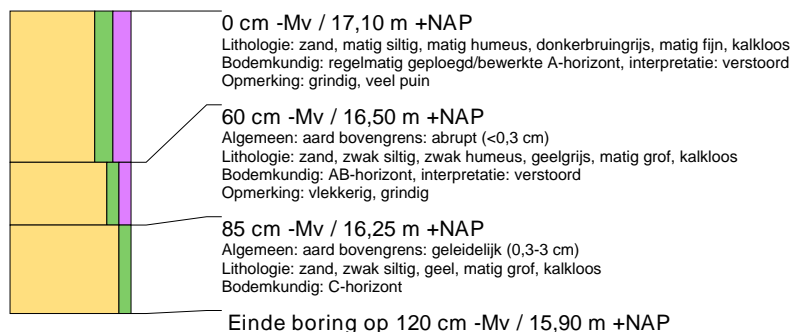 0 cm -Mv / 17,10 m +NAP
Lithologie: zand, matig siltig, matig humeus, donkerbruingrijs, matig fijn, kalkloos
Bodemkundig: regelmatig geploegd/bewerkte A-horizont, interpretatie: verstoord
Opmerking: grindig, veel puin
60 cm -Mv / 16,50 m +NAP
Algemeen: aard bovengrens: abrupt (<0,3 cm)
Lithologie: zand, zwak siltig, zwak humeus, geelgrijs, matig grof, kalkloos
Bodemkundig: AB-horizont, interpretatie: verstoord
Opmerking: vlekkerig, grindig
85 cm -Mv / 16,25 m +NAP
Algemeen: aard bovengrens: geleidelijk (0,3-3 cm)
Lithologie: zand, zwak siltig, geel, matig grof, kalkloos
Bodemkundig: C-horizont
Einde boring op 120 cm -Mv / 15,90 m +NAP